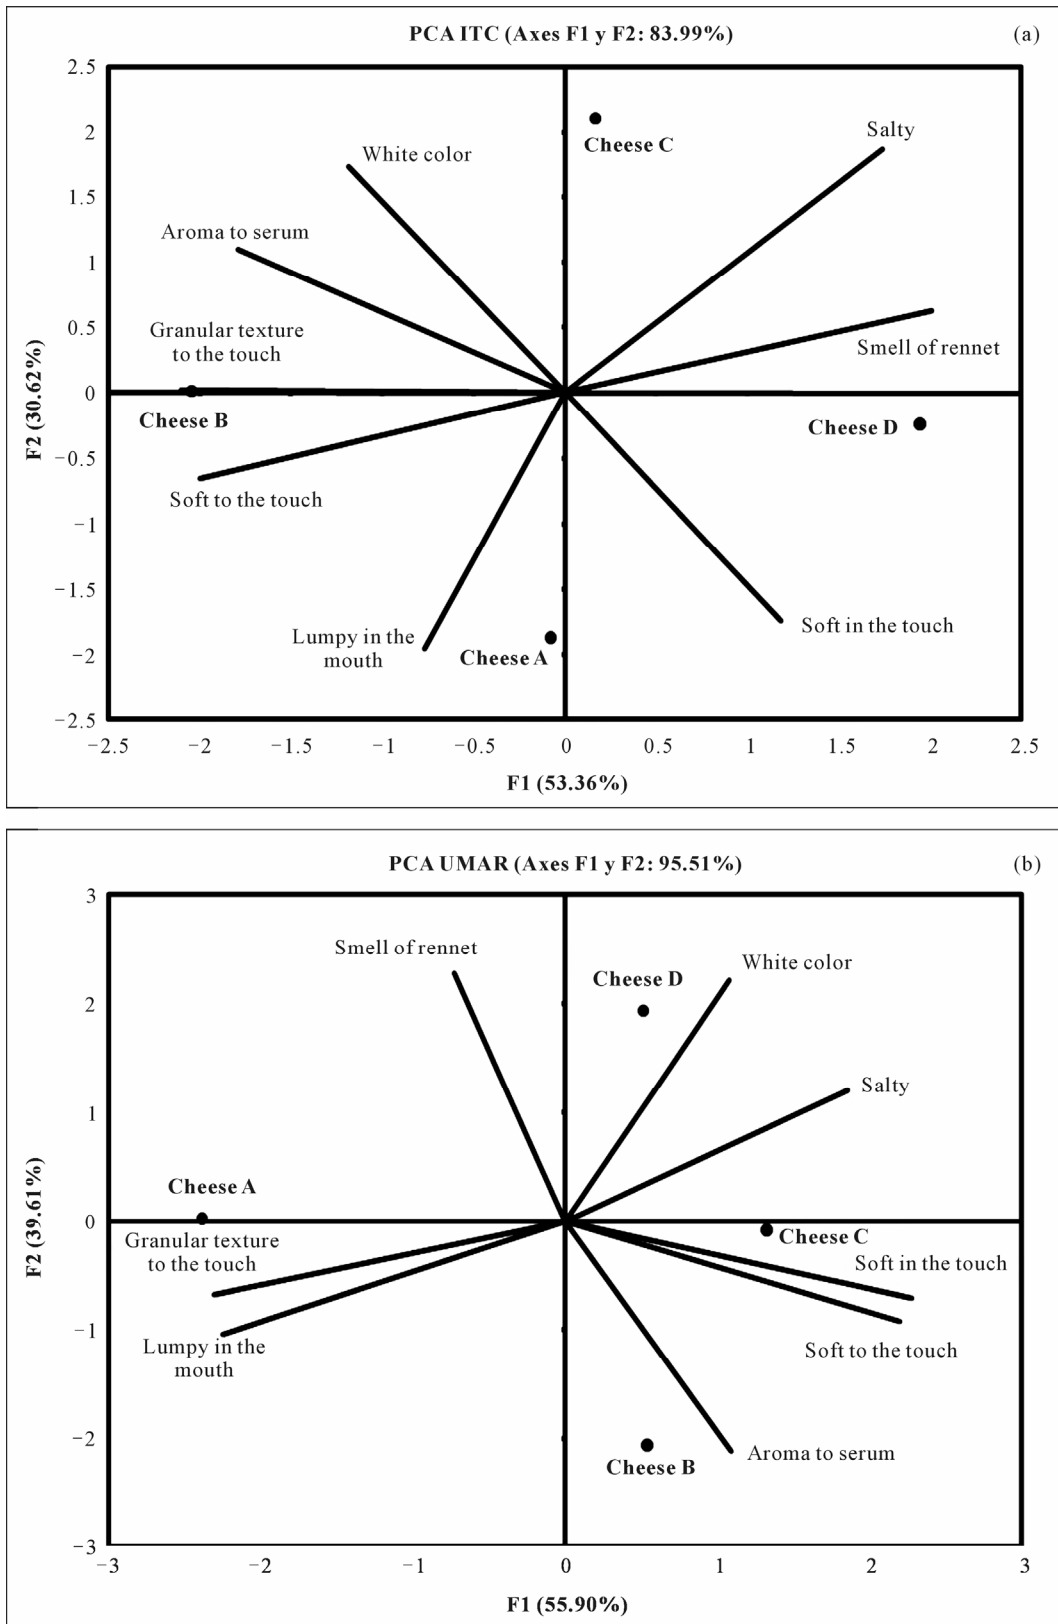 PCA ITC (Axes F1 y F2: 83.99%)
(a)
2.5
2
1.5
1
0.5
0
−0.5
−1
−1.5
−2
−2.5
F2 (30.62%)
Cheese C
Salty
White color
Aroma to serum
Granular texture
to the touch
Smell of rennet
Cheese B
Cheese D
Soft to the touch
Soft in the touch
Lumpy in the
mouth
Cheese A
−2.5
−2
−1.5
−1
−0.5
0
0.5
1
1.5
2
2.5
F1 (53.36%)
PCA UMAR (Axes F1 y F2: 95.51%)
(b)
3
2
1
0
−1
−2
−3
F2 (39.61%)
Smell of rennet
White color
Cheese D
Salty
Cheese A
Granular texture
to the touch
Cheese C
Soft in the touch
Lumpy in the
mouth
Soft to the touch
Aroma to serum
Cheese B
−3
−2
−1
0
1
2
3
F1 (55.90%)